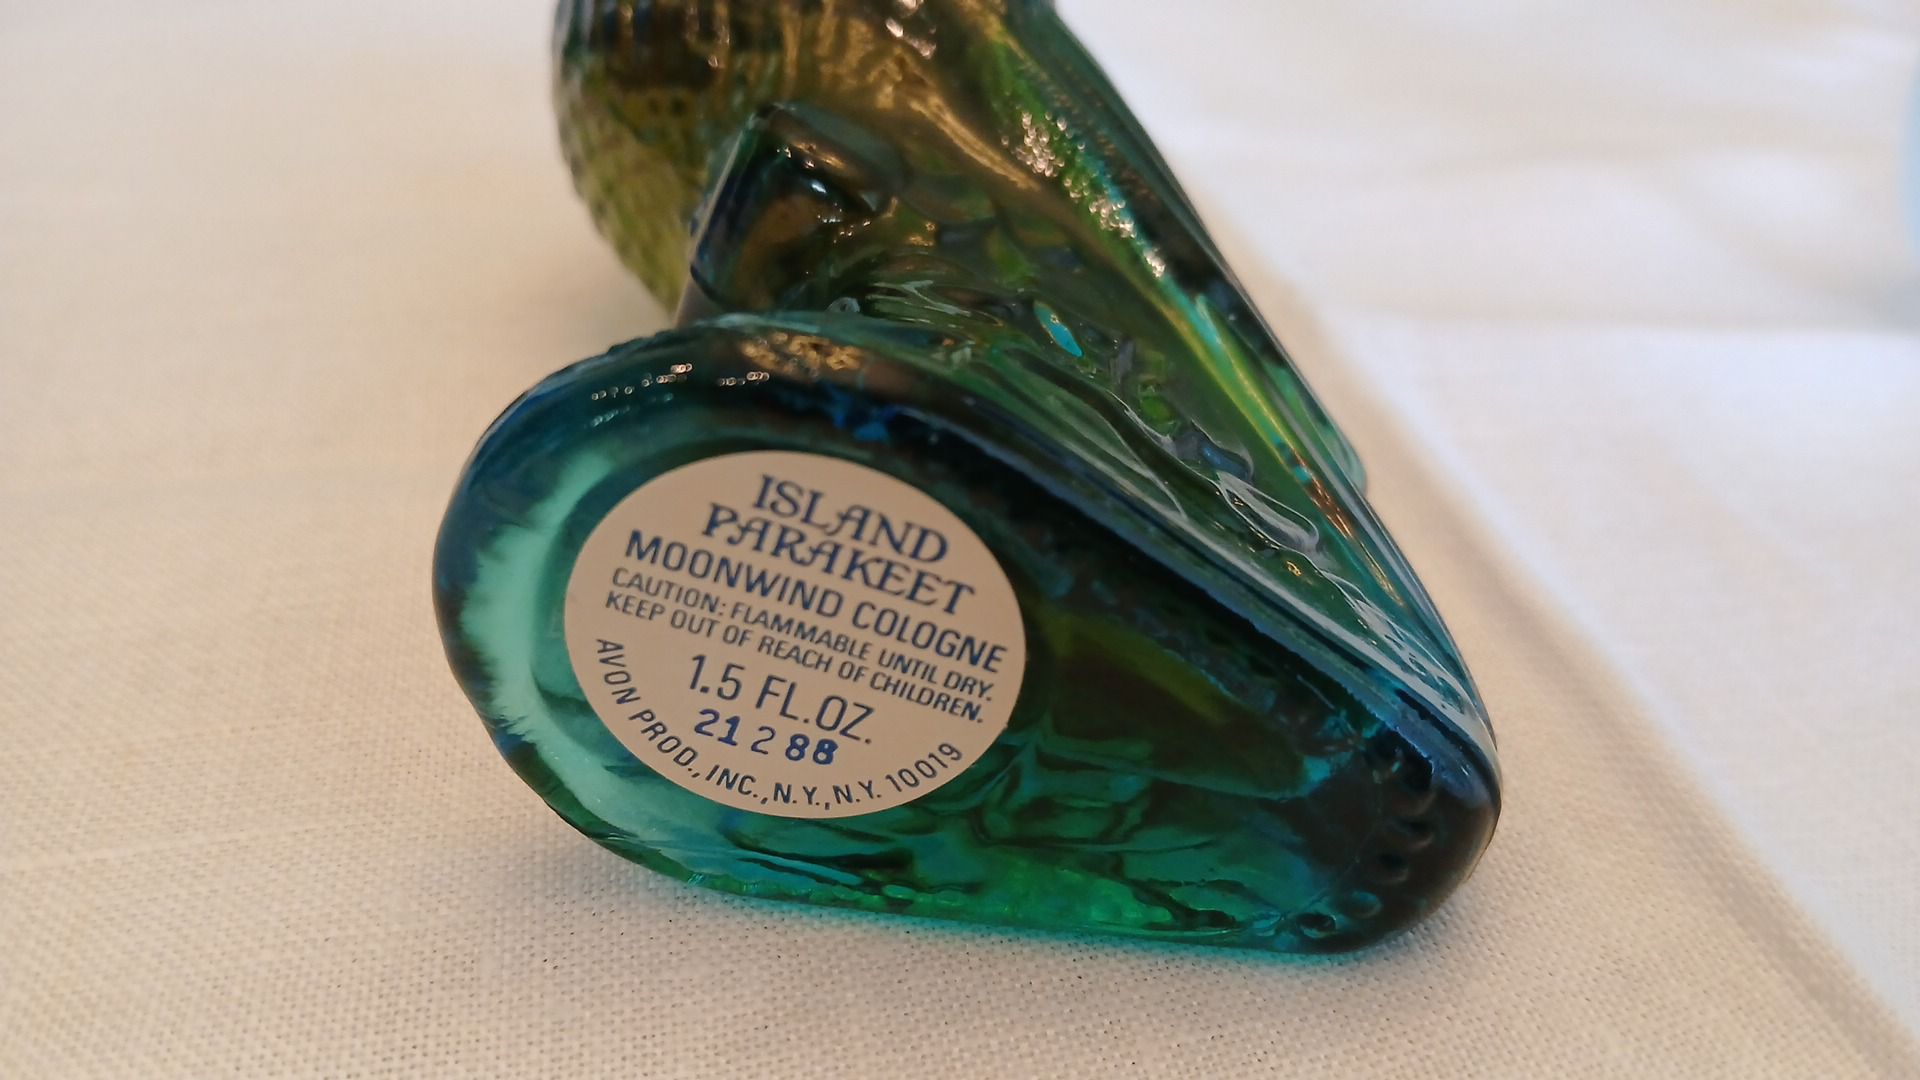 ISLAND
PARAKEET
MOONWIND COLOGNE
CAUTION: FLAMMABLE UNTIL DRY.
KEEP OUT OF REACH OF CHILDREN.
1.5 FL.OZ.
21 2 88
AVON PROD., INC., N.Y., N.Y. 10019